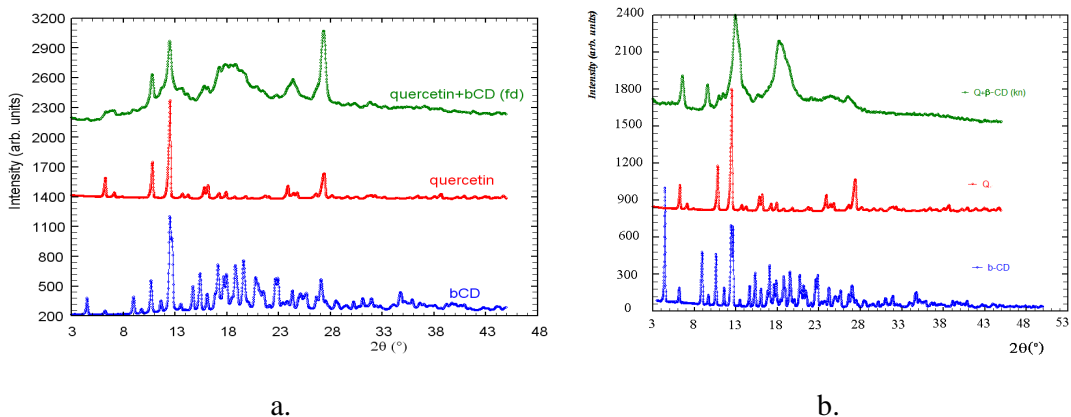 3200
2900
2600
2300
1700
1400
1100
800
500
200
Intensity (arb. units)
quercetin+bCD (fd)
quercetin
bCD
3 8 13 18 23 28 33 38 43 48
2θ (°)
a.
2400
2100
1800
1500
1200
900
600
300
0
Intensity (arb. units)
Q+β-CD (kn)
Q
b-CD
3 8 13 18 23 28 33 38 43 48 53
2θ(°)
b.